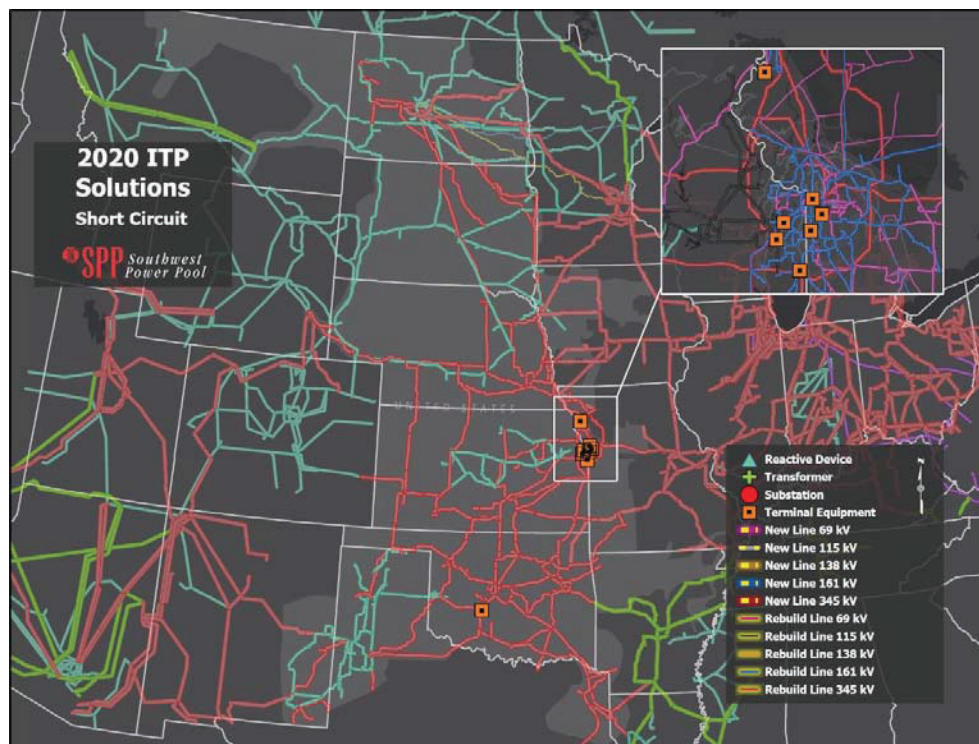 2020 ITP
Solutions
Short Circuit
SPP Southwest
Power Pool
UNITED STATES
Reactive Device
Transformer
Substation
Terminal Equipment
New Line 69 kV
New Line 115 kV
New Line 138 kV
New Line 161 kV
New Line 345 kV
Rebuild Line 69 kV
Rebuild Line 115 kV
Rebuild Line 138 kV
Rebuild Line 161 kV
Rebuild Line 345 kV